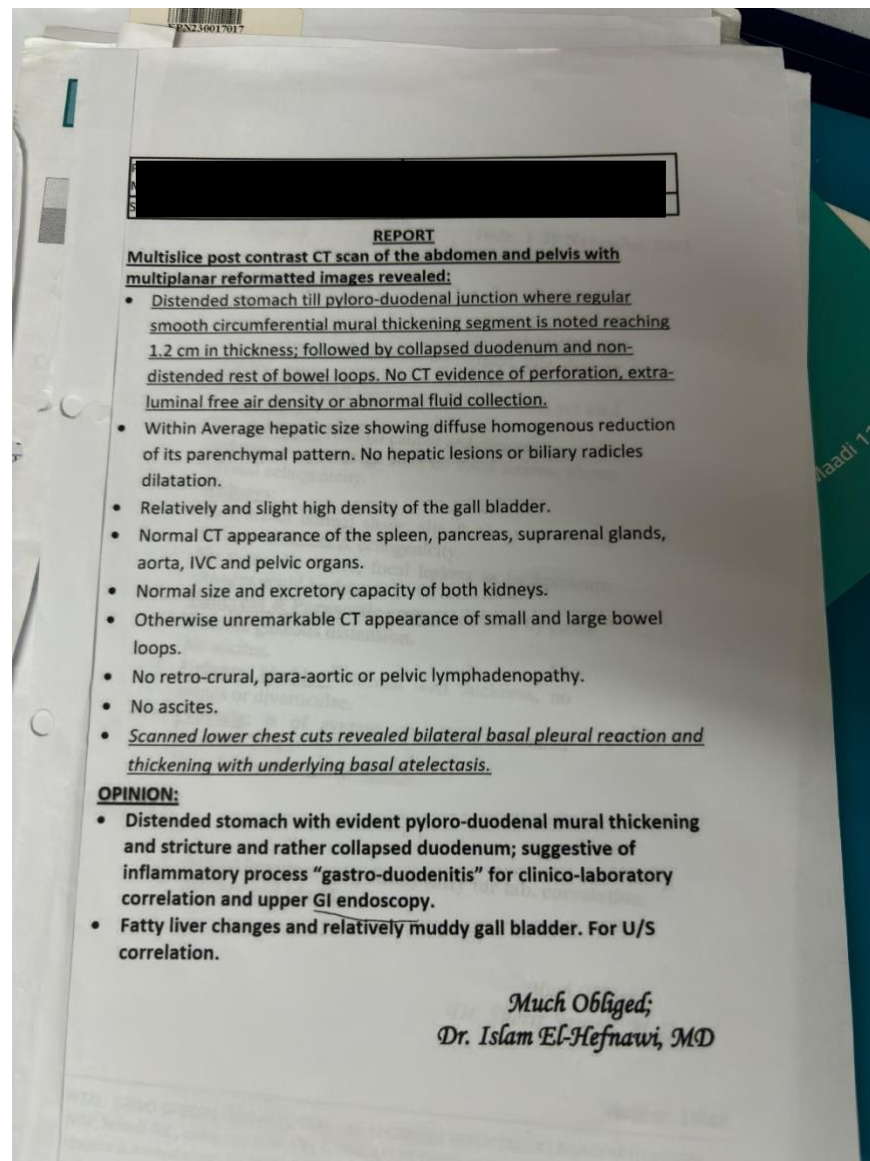 EPN230017017
REPORT
Multislice post contrast CT scan of the abdomen and pelvis with
multiplanar reformatted images revealed:
• Distended stomach till pyloro-duodenal junction where regular
smooth circumferential mural thickening segment is noted reaching
1.2 cm in thickness; followed by collapsed duodenum and non-
distended rest of bowel loops. No CT evidence of perforation, extra-
luminal free air density or abnormal fluid collection.
• Within Average hepatic size showing diffuse homogenous reduction
of its parenchymal pattern. No hepatic lesions or biliary radicles
dilatation.
• Relatively and slight high density of the gall bladder.
• Normal CT appearance of the spleen, pancreas, suprarenal glands,
aorta, IVC and pelvic organs.
• Normal size and excretory capacity of both kidneys.
• Otherwise unremarkable CT appearance of small and large bowel
loops.
• No retro-crural, para-aortic or pelvic lymphadenopathy.
• No ascites.
• Scanned lower chest cuts revealed bilateral basal pleural reaction and
thickening with underlying basal atelectasis.
OPINION:
• Distended stomach with evident pyloro-duodenal mural thickening
and stricture and rather collapsed duodenum; suggestive of
inflammatory process “gastro-duodenitis” for clinico-laboratory
correlation and upper GI endoscopy.
• Fatty liver changes and relatively muddy gall bladder. For U/S
correlation.
Much Obliged;
Dr. Islam El-Hefnawi, MD
Maadi